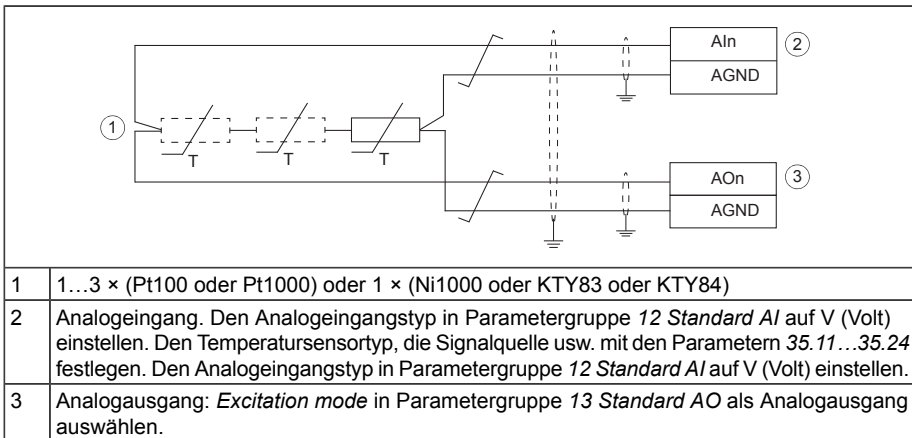 AIn
2
AGND
1
T
T
T
AOn
3
AGND
1
1…3 × (Pt100 oder Pt1000) oder 1 × (Ni1000 oder KTY83 oder KTY84)
2
Analogeingang. Den Analogeingangstyp in Parametergruppe 12 Standard AI auf V (Volt)
einstellen. Den Temperatursensortyp, die Signalquelle usw. mit den Parametern 35.11…35.24
festlegen. Den Analogeingangstyp in Parametergruppe 12 Standard AI auf V (Volt) einstellen.
3
Analogausgang: Excitation mode in Parametergruppe 13 Standard AO als Analogausgang
auswählen.